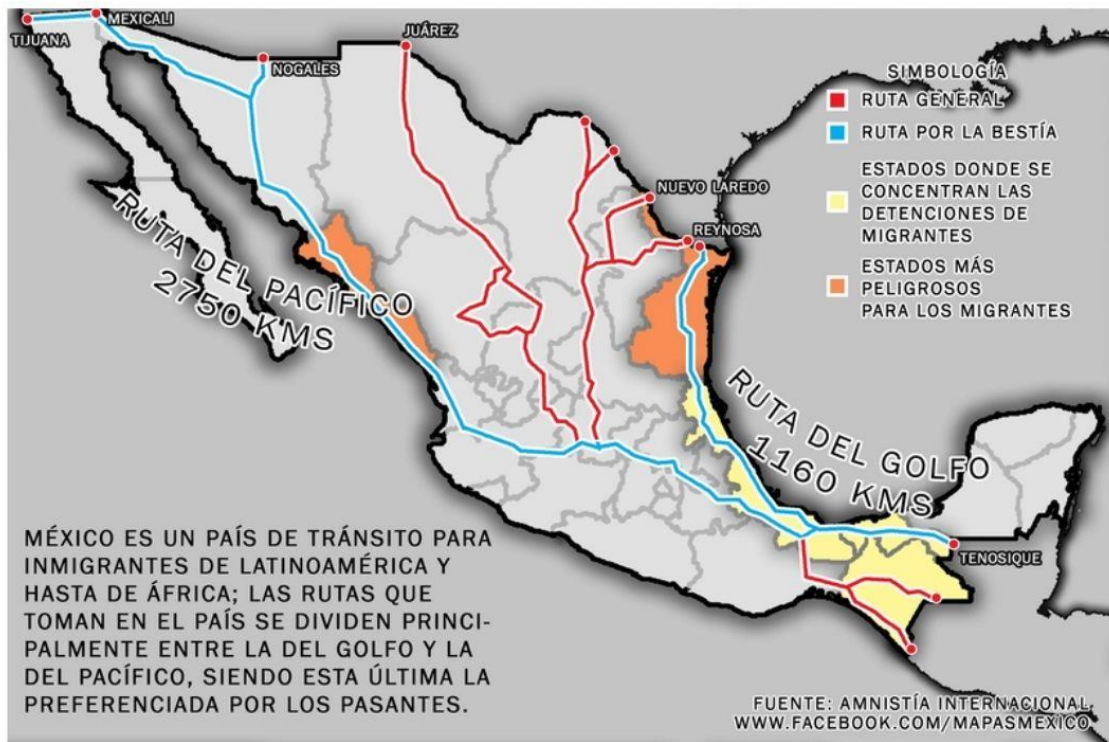 TIJUANA
MEXICALI
NOGALES
JUÁREZ
NUEVO LAREDO
REYNOSA
SIMBOLOGÍA
RUTA GENERAL
RUTA POR LA BESTÍA
ESTADOS DONDE SE
CONCENTRAN LAS
DETENCIONES DE
MIGRANTES
ESTADOS MÁS
PELIGROSOS
PARA LOS MIGRANTES
RUTA DEL PACÍFICO
2750 KMS
RUTA DEL GOLFO
1160 KMS
TENOSIQUE
MÉXICO ES UN PAÍS DE TRÁNSITO PARA
INMIGRANTES DE LATINOAMÉRICA Y
HASTA DE ÁFRICA; LAS RUTAS QUE
TOMAN EN EL PAÍS SE DIVIDEN PRINCI-
PALMENTE ENTRE LA DEL GOLFO Y LA
DEL PACÍFICO, SIENDO ESTA ÚLTIMA LA
PREFERENCIADA POR LOS PASANTES.
FUENTE: AMNISTÍA INTERNACIONAL
WWW.FACEBOOK.COM/MAPASMEXICO